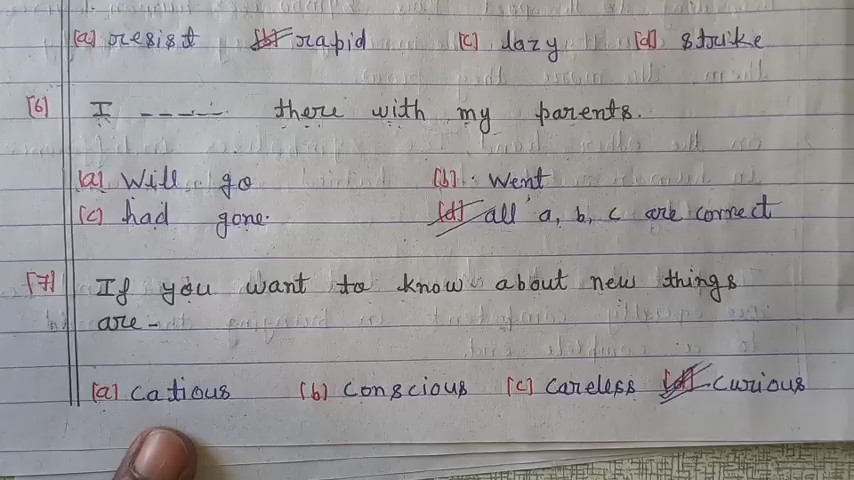 [a] resist [b] rapid [c] lazy [d] strike
[6] I ----- there with my parents.
[a] Will go [b] Went
[c] had gone. [d] all a, b, c are correct
[7] If you want to know about new things
are-
[a] catious [b] conscious [c] careless [d] curious